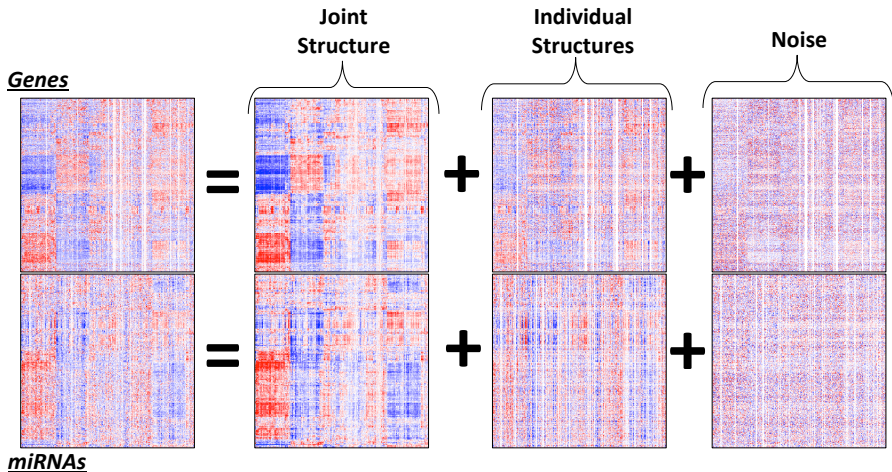 Joint
Structure
Individual
Structures
Noise
Genes
=
+
+
=
+
+
miRNAs